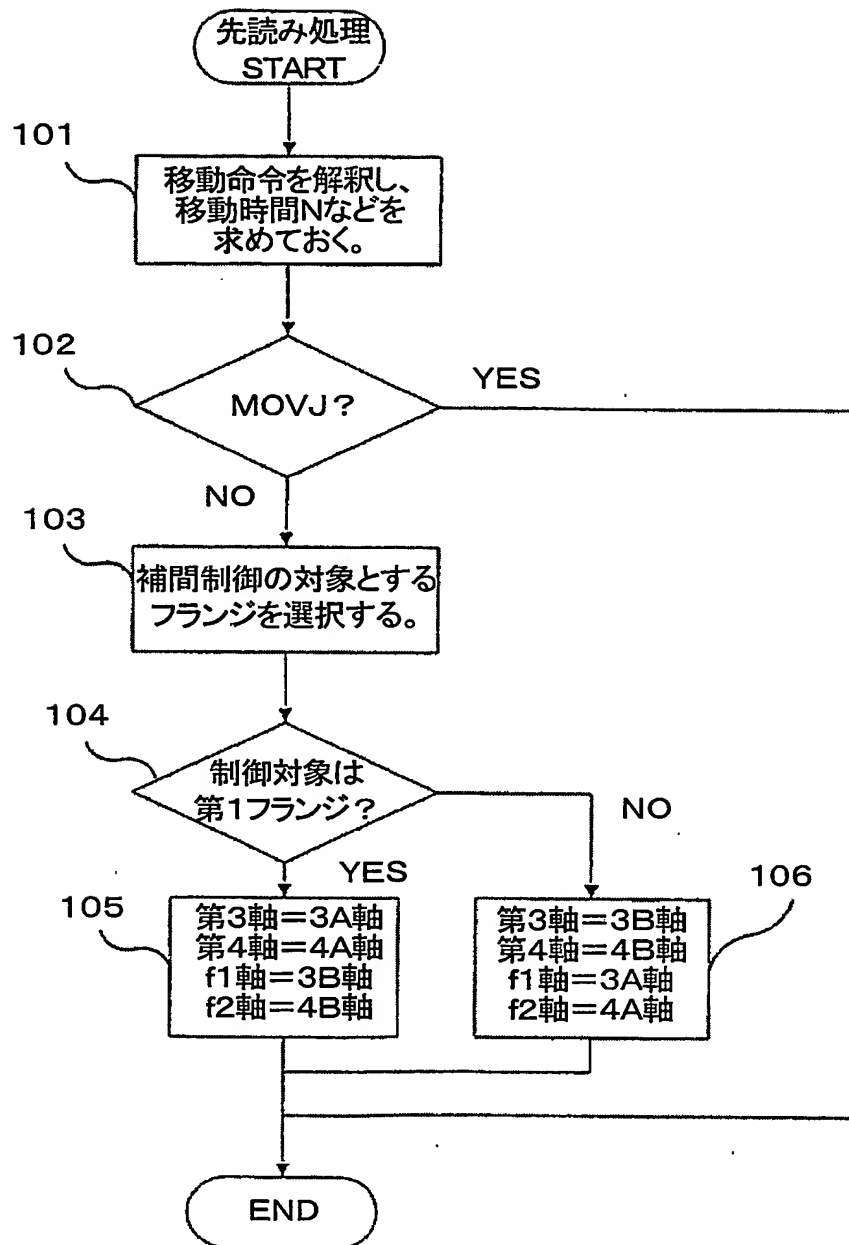 先読み処理
START
101
移動命令を解釈し、
移動時間Nなどを
求めておく。
102
MOVJ?
YES
NO
103
補間制御の対象とする
フランジを選択する。
104
制御対象は
第1フランジ?
NO
YES
105
第3軸=3A軸
第4軸=4A軸
f1軸=3B軸
f2軸=4B軸
106
第3軸=3B軸
第4軸=4B軸
f1軸=3A軸
f2軸=4A軸
END